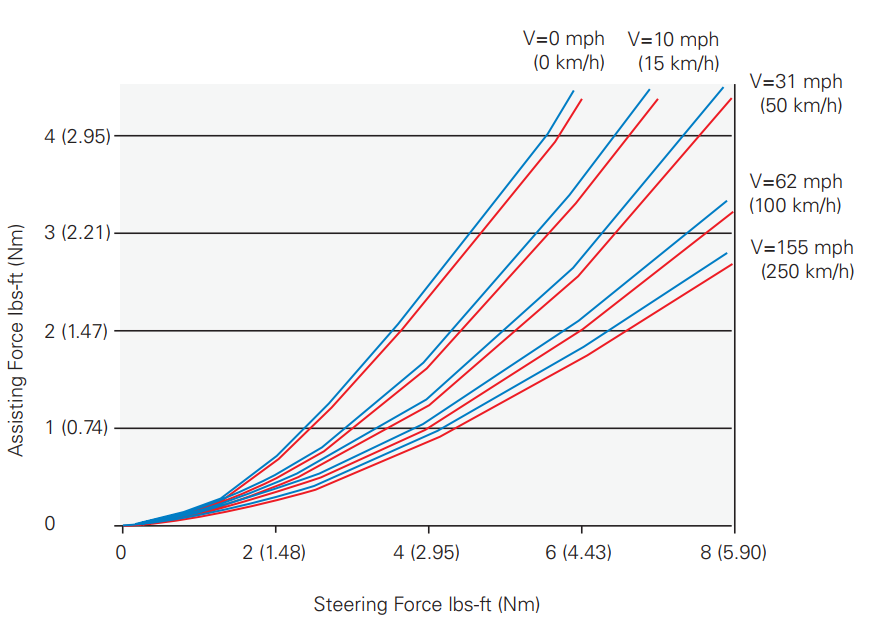 V=0 mph
(0 km/h)
V=10 mph
(15 km/h)
V=31 mph
(50 km/h)
4 (2.95)
V=62 mph
(100 km/h)
3 (2.21)
V=155 mph
(250 km/h)
2 (1.47)
1 (0.74)
0
Assisting Force lbs-ft (Nm)
0
2 (1.48)
4 (2.95)
6 (4.43)
8 (5.90)
Steering Force lbs-ft (Nm)